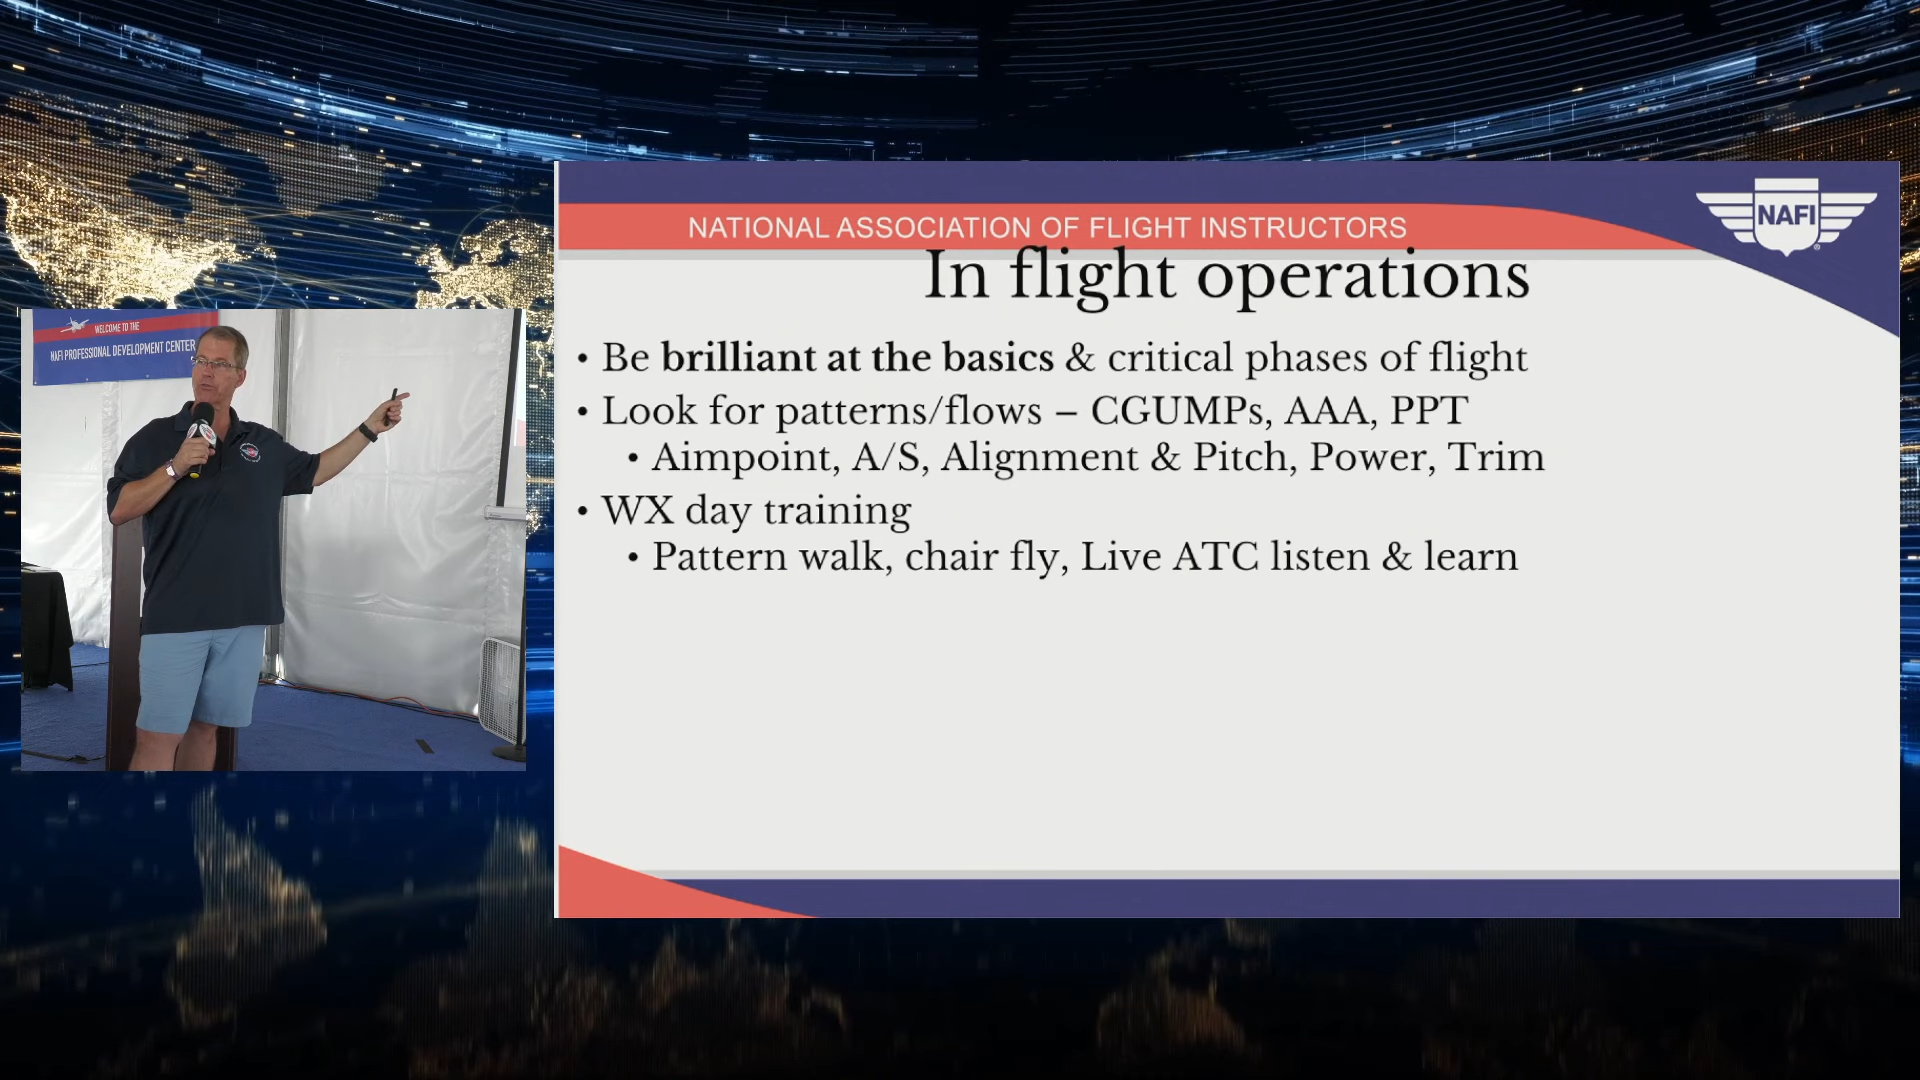 WELCOME TO THE
NAFI PROFESSIONAL DEVELOPMENT CENTER
NATIONAL ASSOCIATION OF FLIGHT INSTRUCTORS
NAFI
®
In flight operations
• Be brilliant at the basics & critical phases of flight
• Look for patterns/flows – CGUMPs, AAA, PPT
• Aimpoint, A/S, Alignment & Pitch, Power, Trim
• WX day training
• Pattern walk, chair fly, Live ATC listen & learn